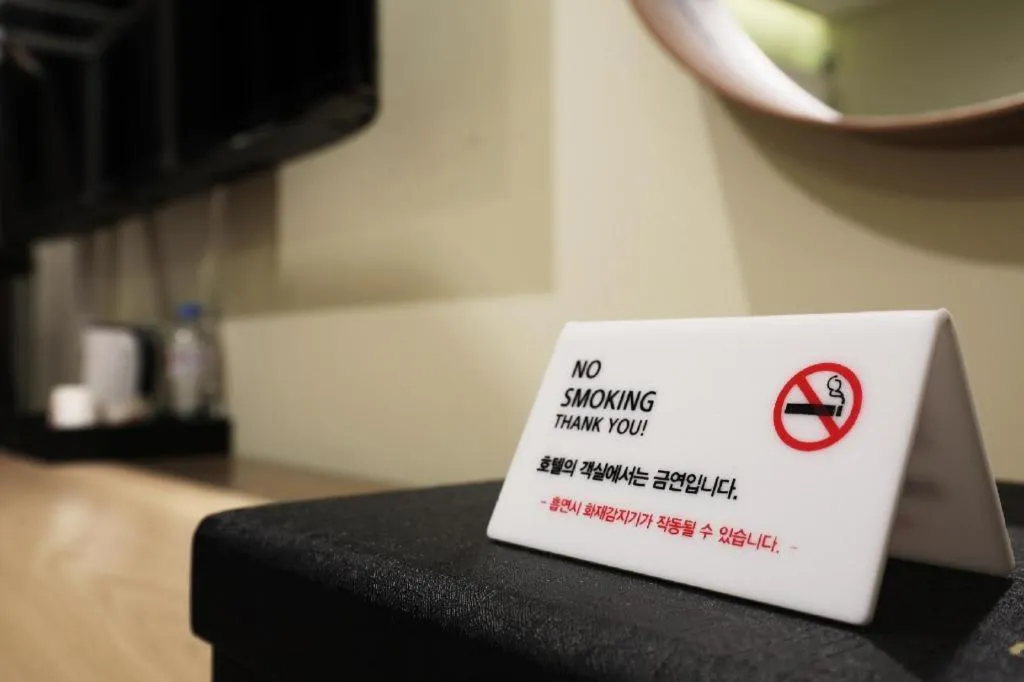 NO
SMOKING
THANK YOU!
호텔의 객실에서는 금연입니다.
- 흡연시 화재감지기가 작동될 수 있습니다. -